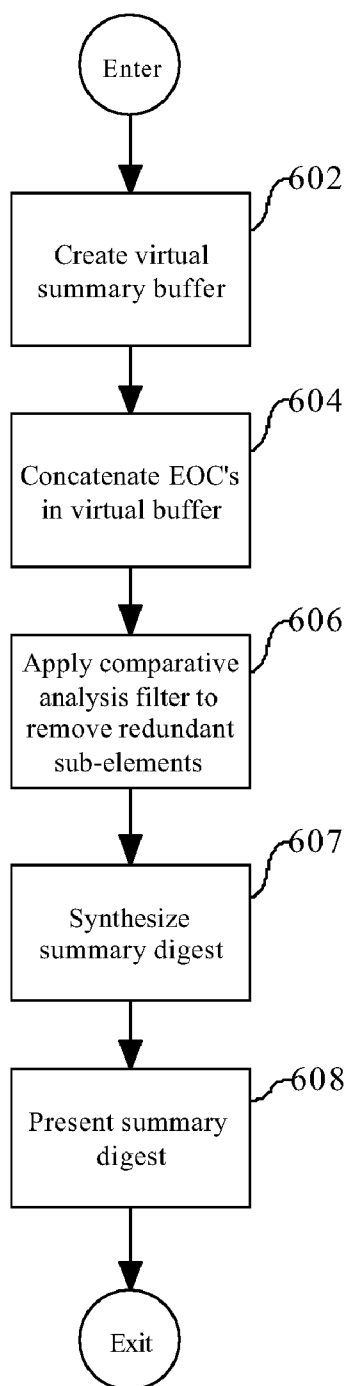 Enter
602
Create virtual
summary buffer
604
Concatenate EOC's
in virtual buffer
606
Apply comparative
analysis filter to
remove redundant
sub-elements
607
Synthesize
summary digest
608
Present summary
digest
Exit